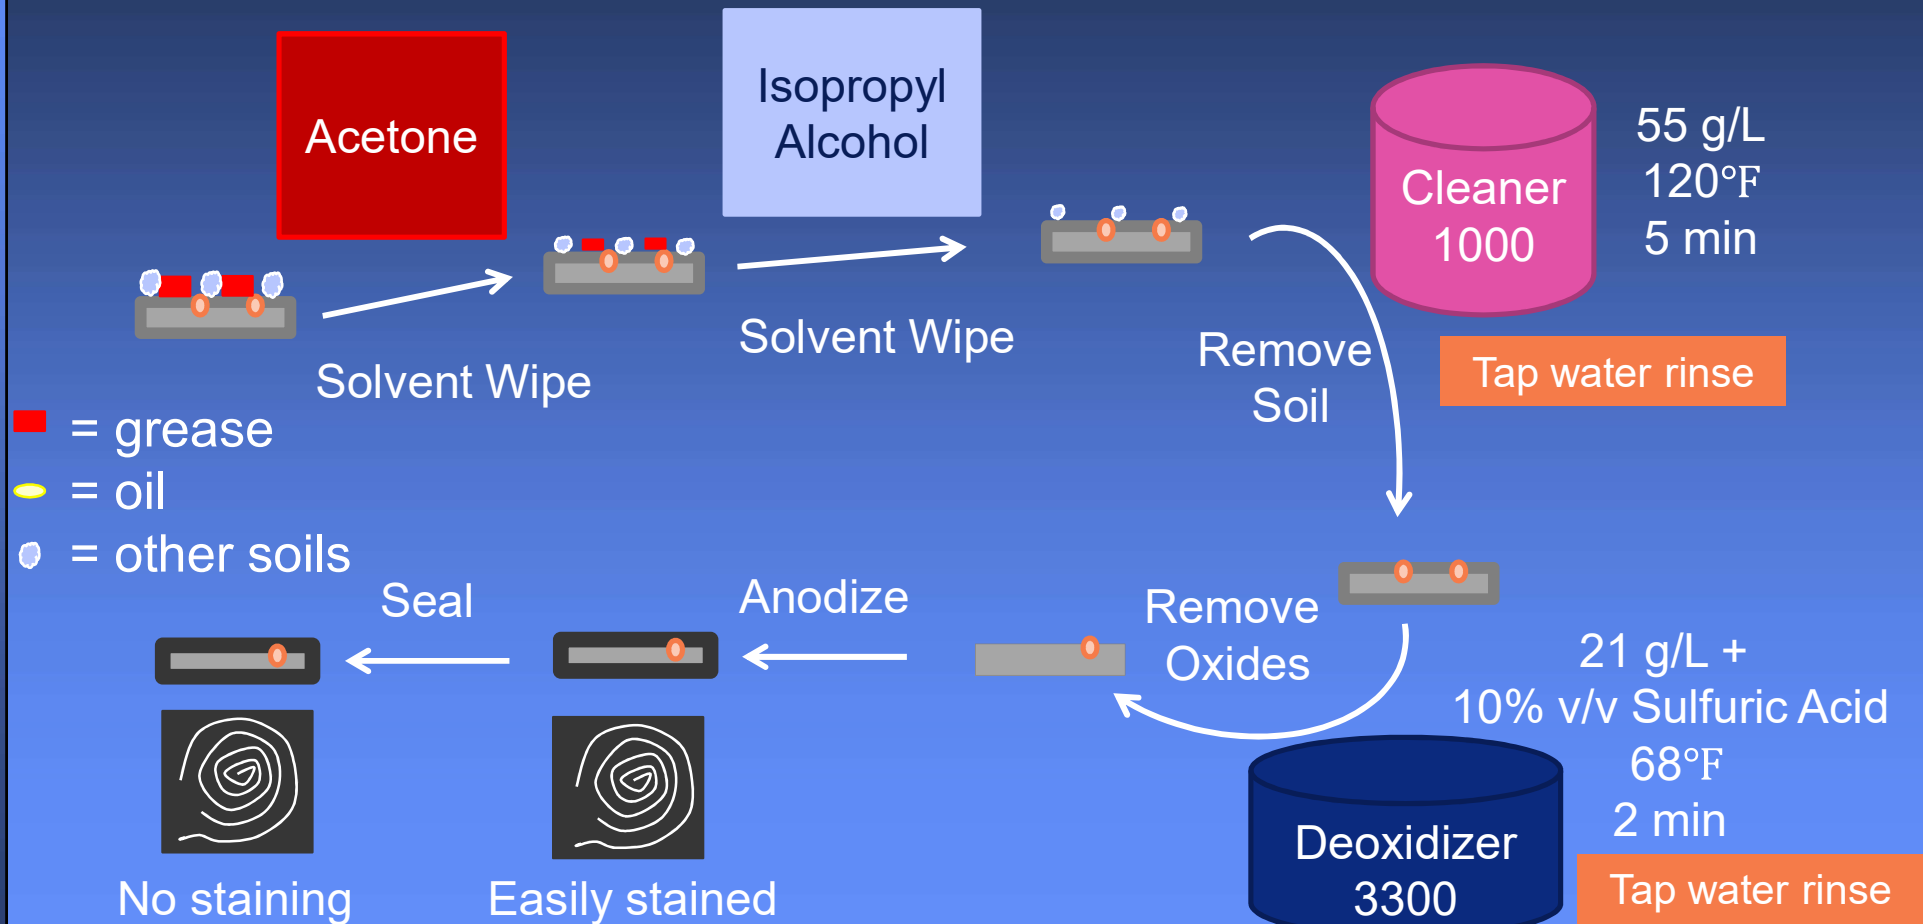 Acetone
Isopropyl
Alcohol
Cleaner
1000
55 g/L
120°F
5 min
Solvent Wipe
Solvent Wipe
Remove
Soil
Tap water rinse
= grease
= oil
= other soils
Seal
Anodize
Remove
Oxides
21 g/L +
10% v/v Sulfuric Acid
68°F
2 min
Deoxidizer
3300
Tap water rinse
No staining
Easily stained